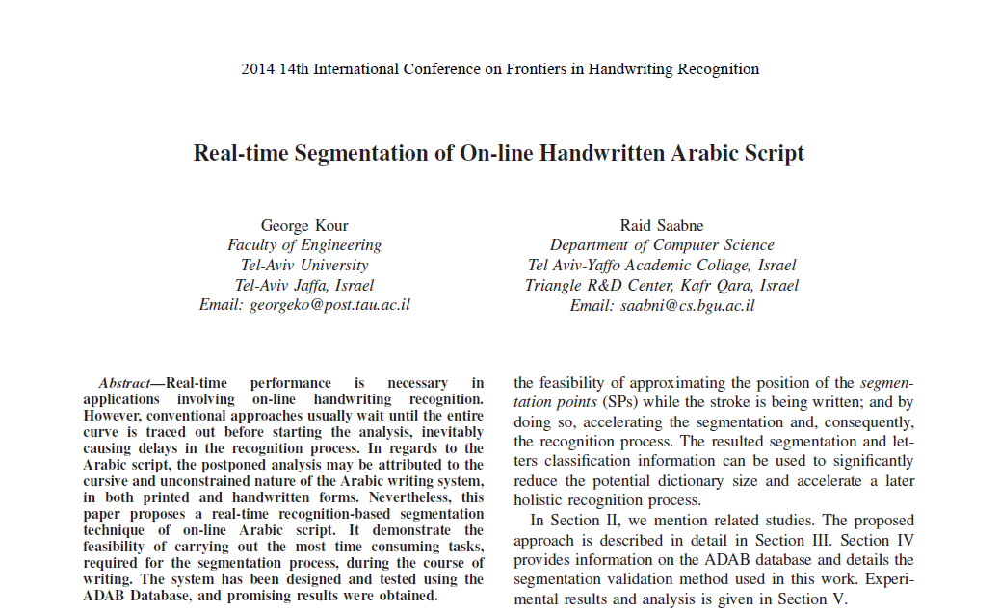 2014 14th International Conference on Frontiers in Handwriting Recognition
Real-time Segmentation of On-line Handwritten Arabic Script
George Kour
Faculty of Engineering
Tel-Aviv University
Tel-Aviv Jaffa, Israel
Email: georgeko@post.tau.ac.il
Raid Saabne
Department of Computer Science
Tel Aviv-Yaffo Academic Collage, Israel
Triangle R&D Center, Kafr Qara, Israel
Email: saabni@cs.bgu.ac.il
Abstract—Real-time performance is necessary in
applications involving on-line handwriting recognition.
However, conventional approaches usually wait until the entire
curve is traced out before starting the analysis, inevitably
causing delays in the recognition process. In regards to the
Arabic script, the postponed analysis may be attributed to the
cursive and unconstrained nature of the Arabic writing system,
in both printed and handwritten forms. Nevertheless, this
paper proposes a real-time recognition-based segmentation
technique of on-line Arabic script. It demonstrate the
feasibility of carrying out the most time consuming tasks,
required for the segmentation process, during the course of
writing. The system has been designed and tested using the
ADAB Database, and promising results were obtained.
the feasibility of approximating the position of the segmen-
tation points (SPs) while the stroke is being written; and by
doing so, accelerating the segmentation and, consequently,
the recognition process. The resulted segmentation and let-
ters classification information can be used to significantly
reduce the potential dictionary size and accelerate a later
holistic recognition process.
In Section II, we mention related studies. The proposed
approach is described in detail in Section III. Section IV
provides information on the ADAB database and details the
segmentation validation method used in this work. Experi-
mental results and analysis is given in Section V.